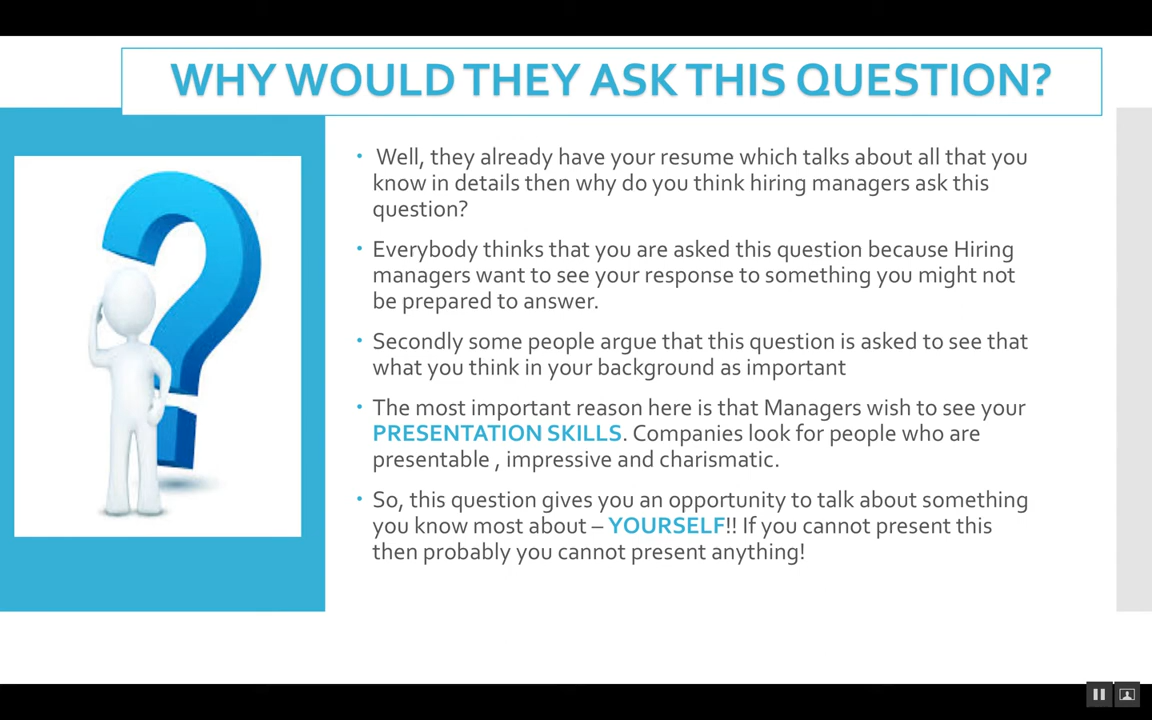 WHY WOULD THEY ASK THIS QUESTION?
• Well, they already have your resume which talks about all that you
know in details then why do you think hiring managers ask this
question?
• Everybody thinks that you are asked this question because Hiring
managers want to see your response to something you might not
be prepared to answer.
• Secondly some people argue that this question is asked to see that
what you think in your background as important
• The most important reason here is that Managers wish to see your
PRESENTATION SKILLS. Companies look for people who are
presentable , impressive and charismatic.
• So, this question gives you an opportunity to talk about something
you know most about – YOURSELF!! If you cannot present this
then probably you cannot present anything!